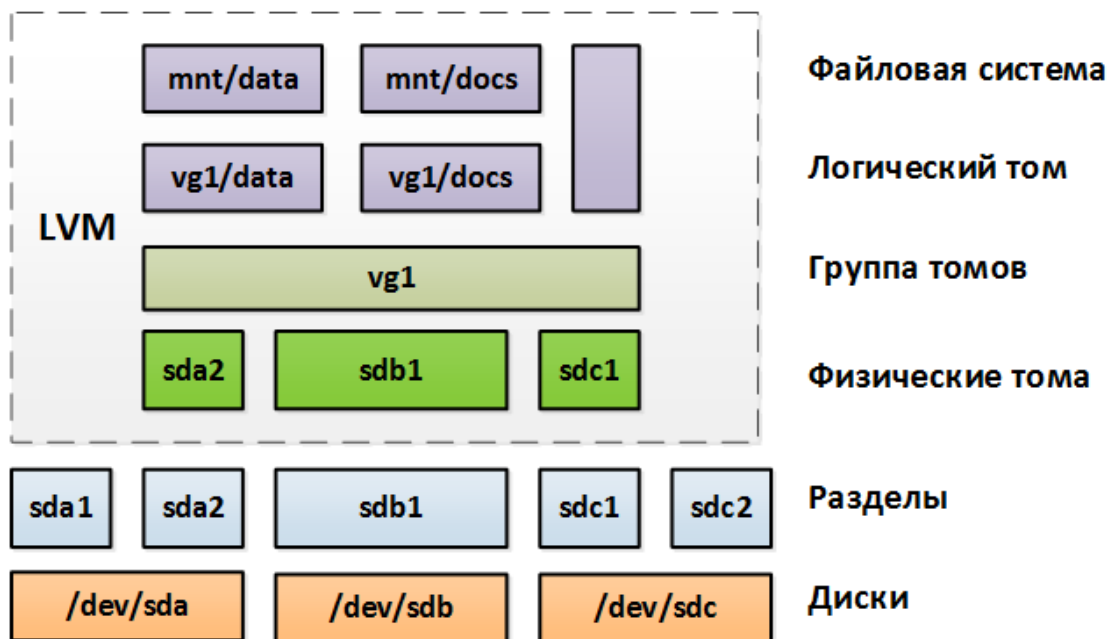 mnt/data mnt/docs Файловая система
vg1/data vg1/docs Логический том
LVM
vg1 Группа томов
sda2 sdb1 sdc1 Физические тома
sda1 sda2 sdb1 sdc1 sdc2 Разделы
/dev/sda /dev/sdb /dev/sdc Диски